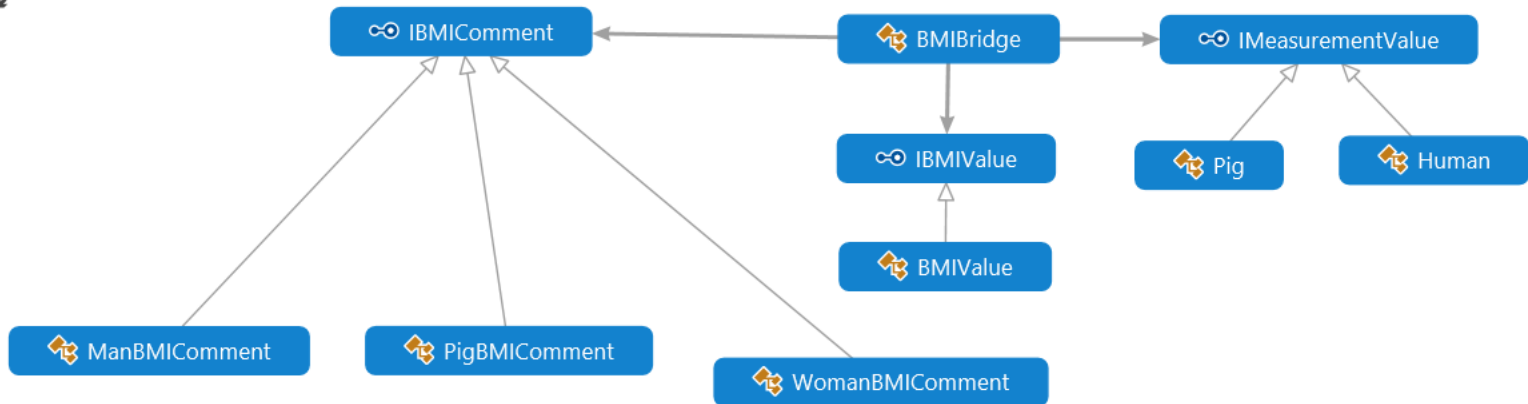 IBMIComment
BMIBridge
IMeasurementValue
IBMIValue
Pig
Human
BMIValue
ManBMIComment
PigBMIComment
WomanBMIComment